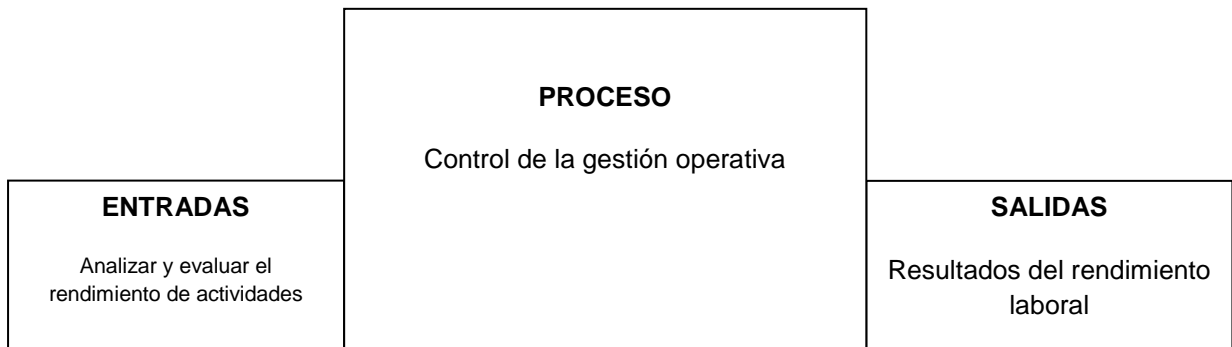 PROCESO
Control de la gestión operativa
ENTRADAS
Analizar y evaluar el
rendimiento de actividades
SALIDAS
Resultados del rendimiento
laboral